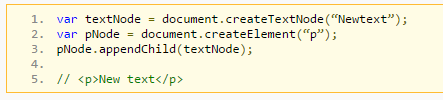 1. var textNode = document.createTextNode(“Newtext”);
2. var pNode = document.createElement(“p”);
3. pNode.appendChild(textNode);
4.
5. // <p>New text</p>